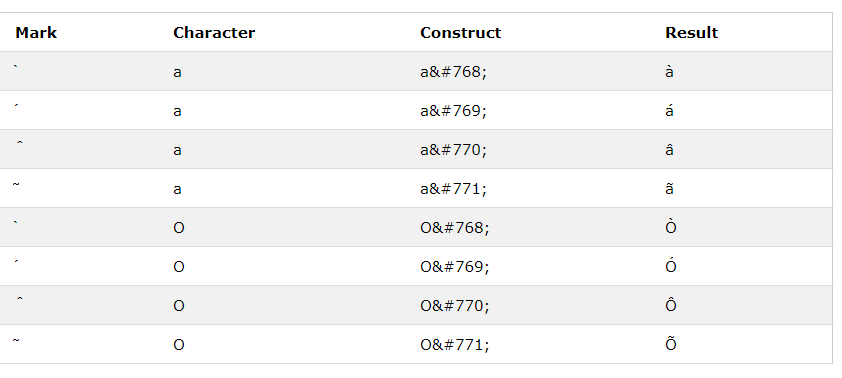 Mark Character Construct Result
̀ a a&#768; à
́ a a&#769; á
̂ a a&#770; â
̃ a a&#771; ã
̀ O O&#768; Ò
́ O O&#769; Ó
̂ O O&#770; Ô
̃ O O&#771; Õ